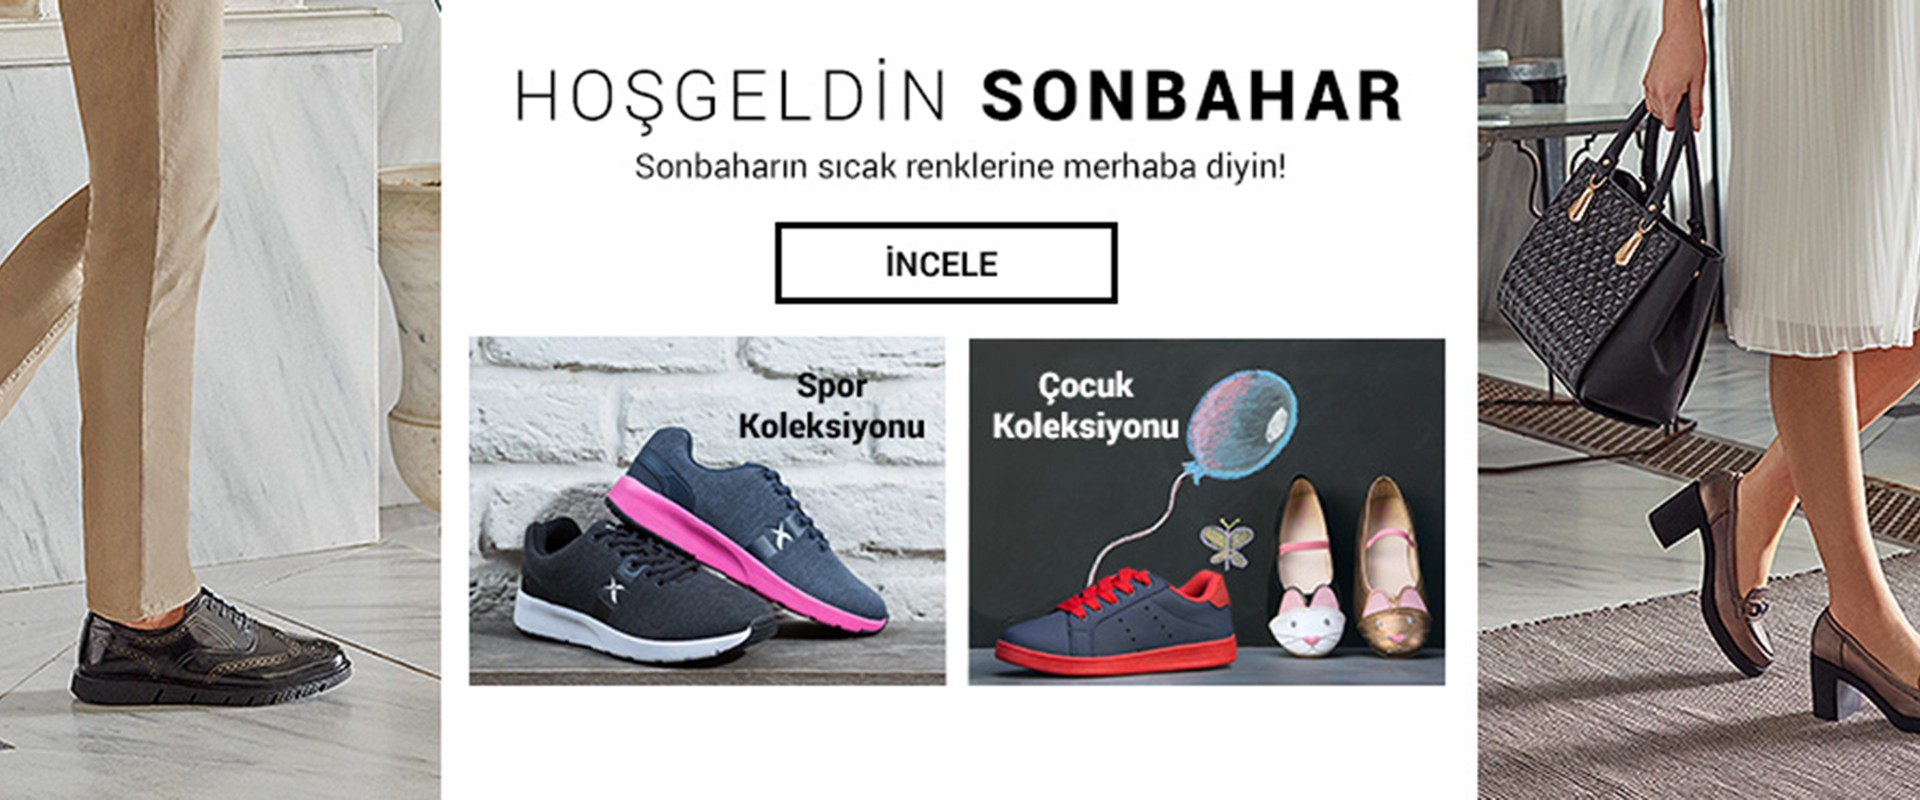 HOŞGELDİN SONBAHAR
Sonbaharın sıcak renklerine merhaba diyin!
İNCELE
Spor
Koleksiyonu
Çocuk
Koleksiyonu